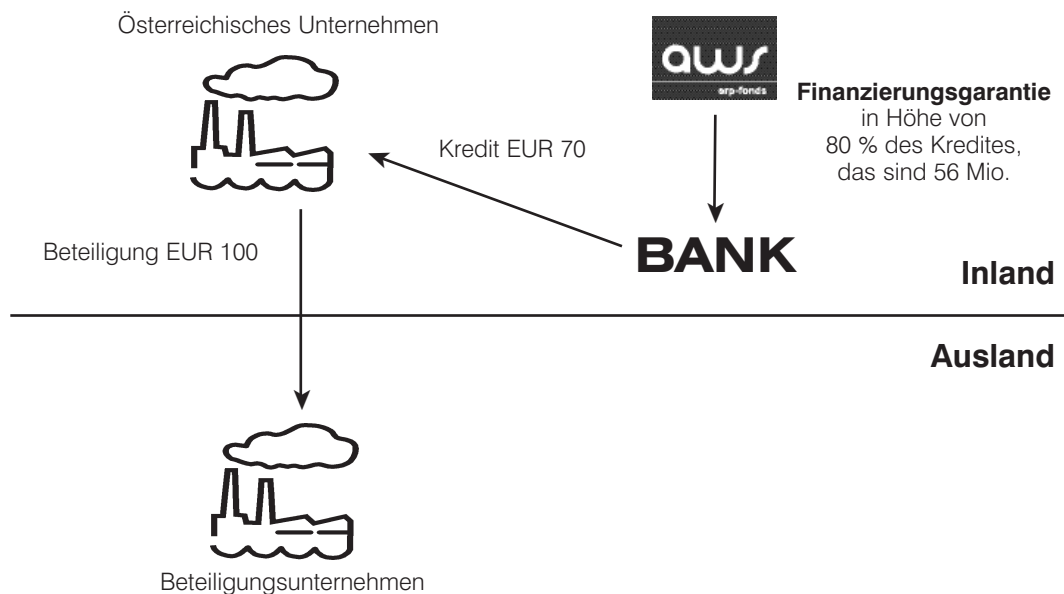 Österreichisches Unternehmen
aws
erp-fonds
Finanzierungsgarantie
in Höhe von
80 % des Kredites,
das sind 56 Mio.
Kredit EUR 70
Beteiligung EUR 100
BANK
Inland
Ausland
Beteiligungsunternehmen